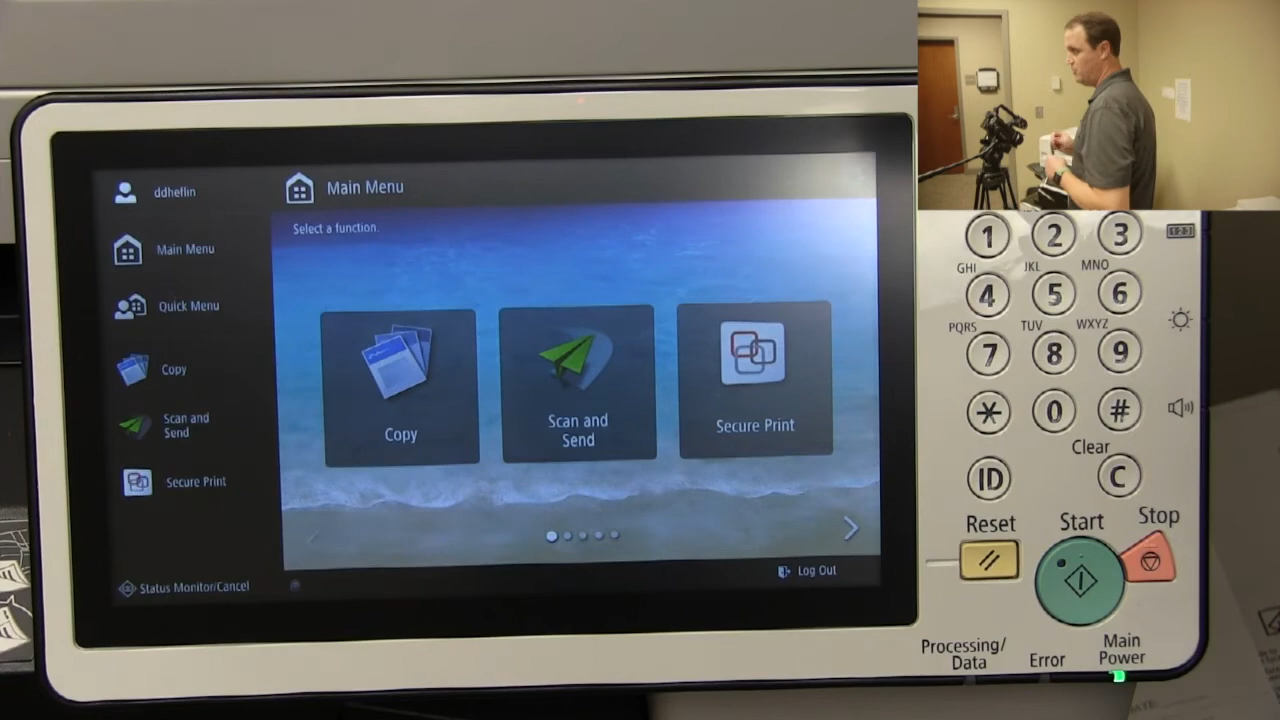 ddheflin
Main Menu
Main Menu
Select a function.
Quick Menu
Copy
Scan and
Send
Secure Print
Copy
Scan and
Send
Secure Print
Status Monitor/Cancel
Log Out
1 2 3
GHI JKL MNO
4 5 6
PQRS TUV WXYZ
7 8 9
* 0 #
Clear
ID C
Reset Start Stop
Processing/
Data
Error
Main
Power